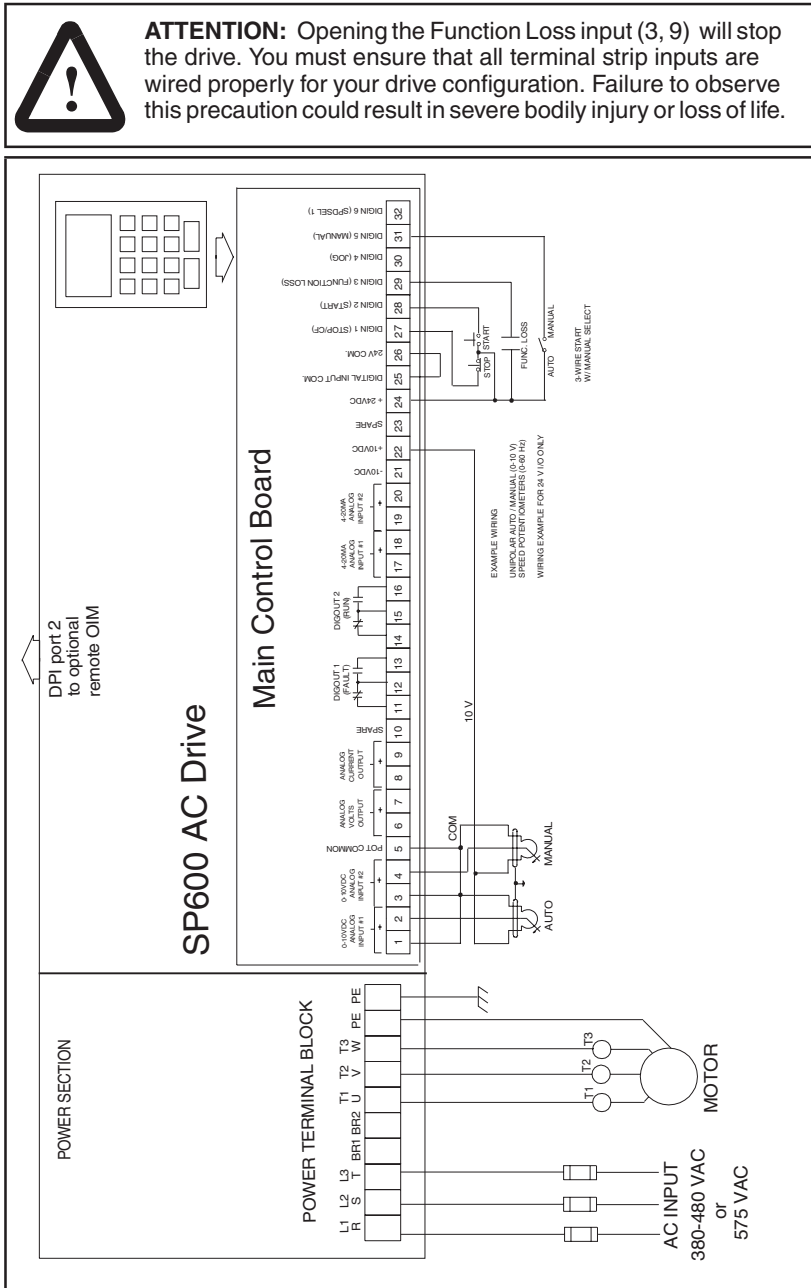 ATTENTION: Opening the Function Loss input (3, 9) will stop
the drive. You must ensure that all terminal strip inputs are
wired properly for your drive configuration. Failure to observe
this precaution could result in severe bodily injury or loss of life.
!
DPI port 2
to optional
remote OIM
SP600 AC Drive
Main Control Board
DIGIN 6 (SPDSEL 1)
DIGIN 5 (MANUAL)
DIGIN 4 (JOG)
DIGIN 3 (FUNCTION LOSS)
DIGIN 2 (START)
DIGIN 1 (STOP/CF)
24V COM.
DIGITAL INPUT COM.
+ 24VDC
SPARE
+10VDC
-10VDC
4-20MA
ANALOG
INPUT #2
+
4-20MA
ANALOG
INPUT #1
+
DIGOUT 2
(RUN)
DIGOUT 1
(FAULT)
SPARE
ANALOG
CURRENT
OUTPUT
+
ANALOG
VOLTS
OUTPUT
+
POT COMMON
0-10VDC
ANALOG
INPUT #2
+
0-10VDC
ANALOG
INPUT #1
+
32
31
30
29
28
27
26
25
24
23
22
21
20
19
18
17
16
15
14
13
12
11
10
9
8
7
6
5
4
3
2
1
STOP
START
FUNC. LOSS
AUTO
MANUAL
3-WIRE START
W/ MANUAL SELECT
EXAMPLE WIRING
UNIPOLAR AUTO / MANUAL (0-10 V)
SPEED POTENTIOMETERS (0-60 Hz)
WIRING EXAMPLE FOR 24 V I/O ONLY
10 V
COM
MANUAL
AUTO
POWER SECTION
POWER TERMINAL BLOCK
L1
R
L2
S
L3
T
BR1
BR2
T1
U
T2
V
T3
W
PE
PE
T1
T2
T3
MOTOR
AC INPUT
380-480 VAC
or
575 VAC